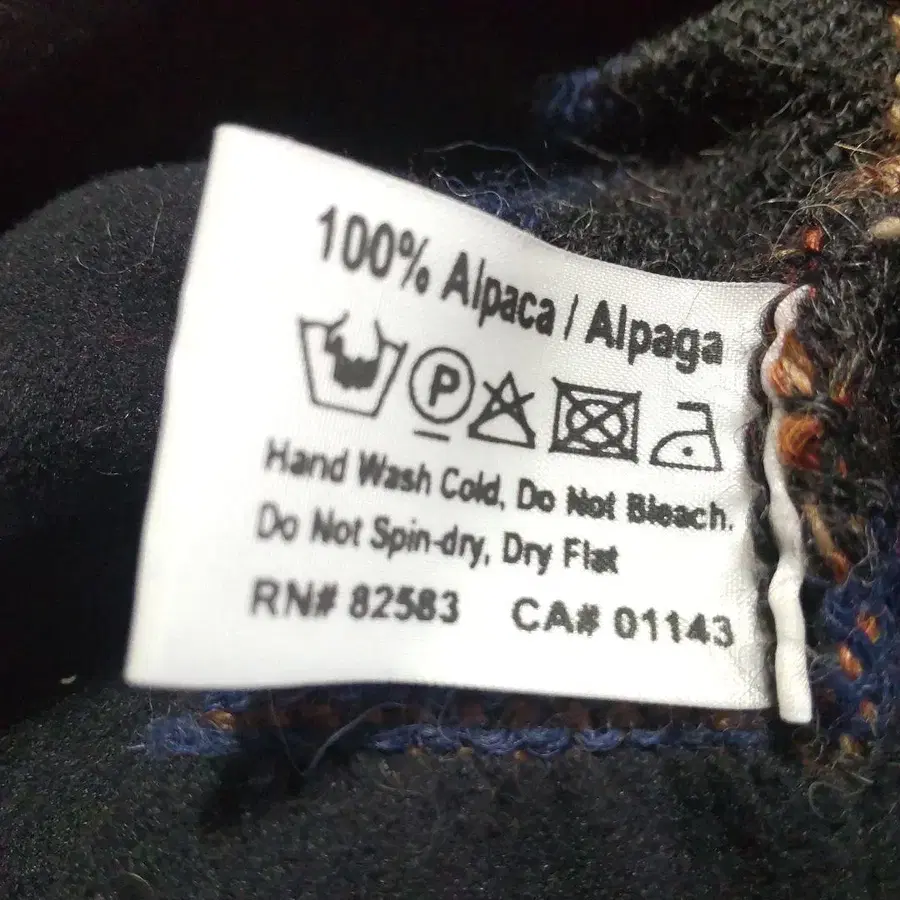 100% Alpaca / Alpaga
P
Hand Wash Cold, Do Not Bleach.
Do Not Spin-dry, Dry Flat
RN# 82583 CA# 01143